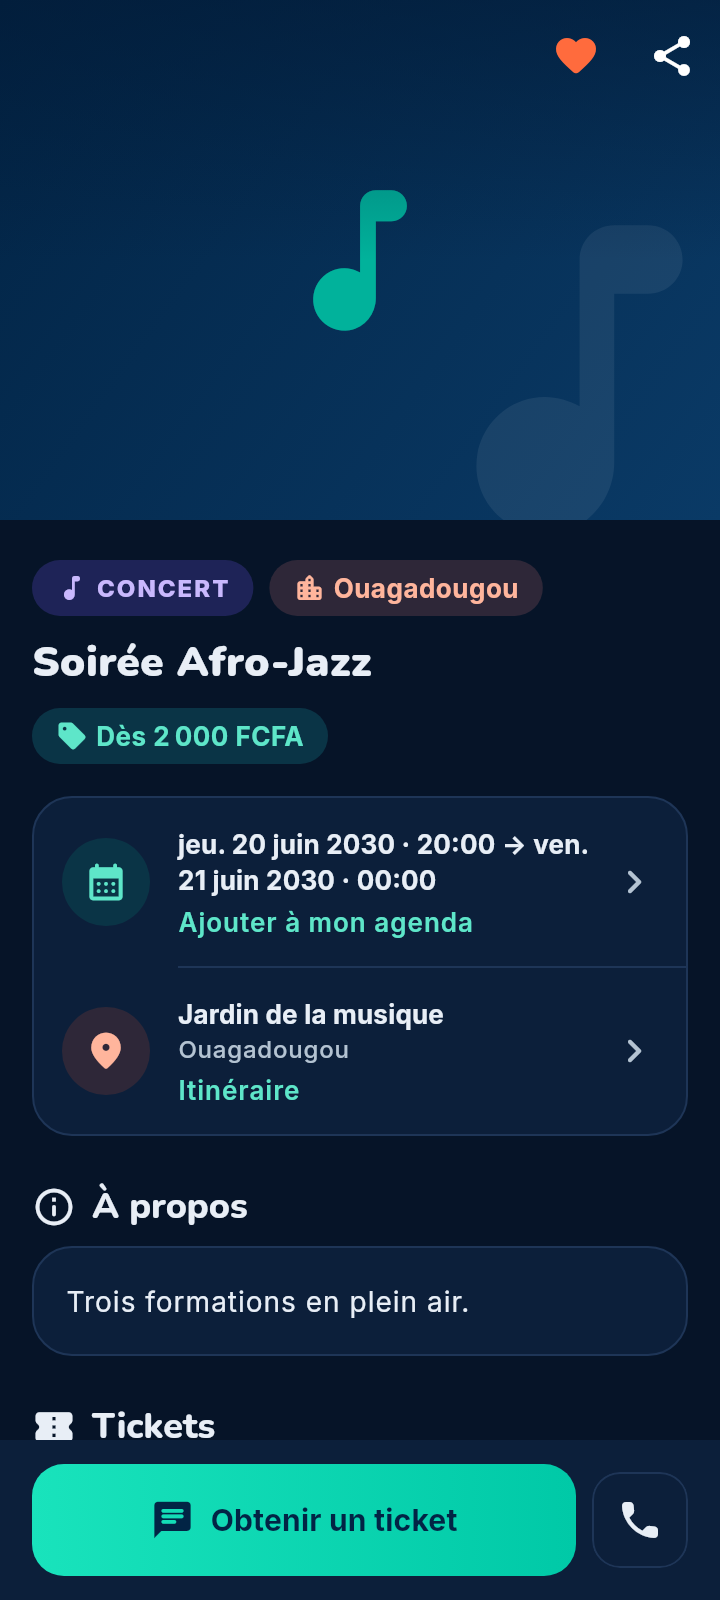 CONCERT
Ouagadougou
Soirée Afro-Jazz
Dès 2 000 FCFA
jeu. 20 juin 2030 · 20:00 → ven.
21 juin 2030 · 00:00
Ajouter à mon agenda
Jardin de la musique
Ouagadougou
Itinéraire
À propos
Trois formations en plein air.
Tickets
Obtenir un ticket